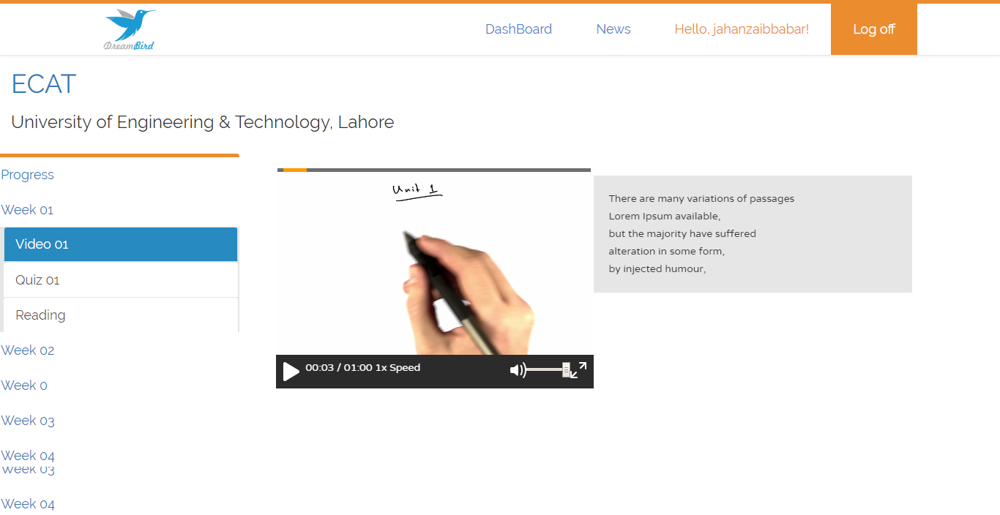 DreamBird
DashBoard
News
Hello, jahanzaibbabar!
Log off
ECAT
University of Engineering & Technology, Lahore
Progress
Week 01
Video 01
Quiz 01
Reading
Week 02
Week 0
Week 03
Week 04
Week 03
Week 04
Unit 1
00:03 / 01:00 1x Speed
There are many variations of passages
Lorem Ipsum available,
but the majority have suffered
alteration in some form,
by injected humour,